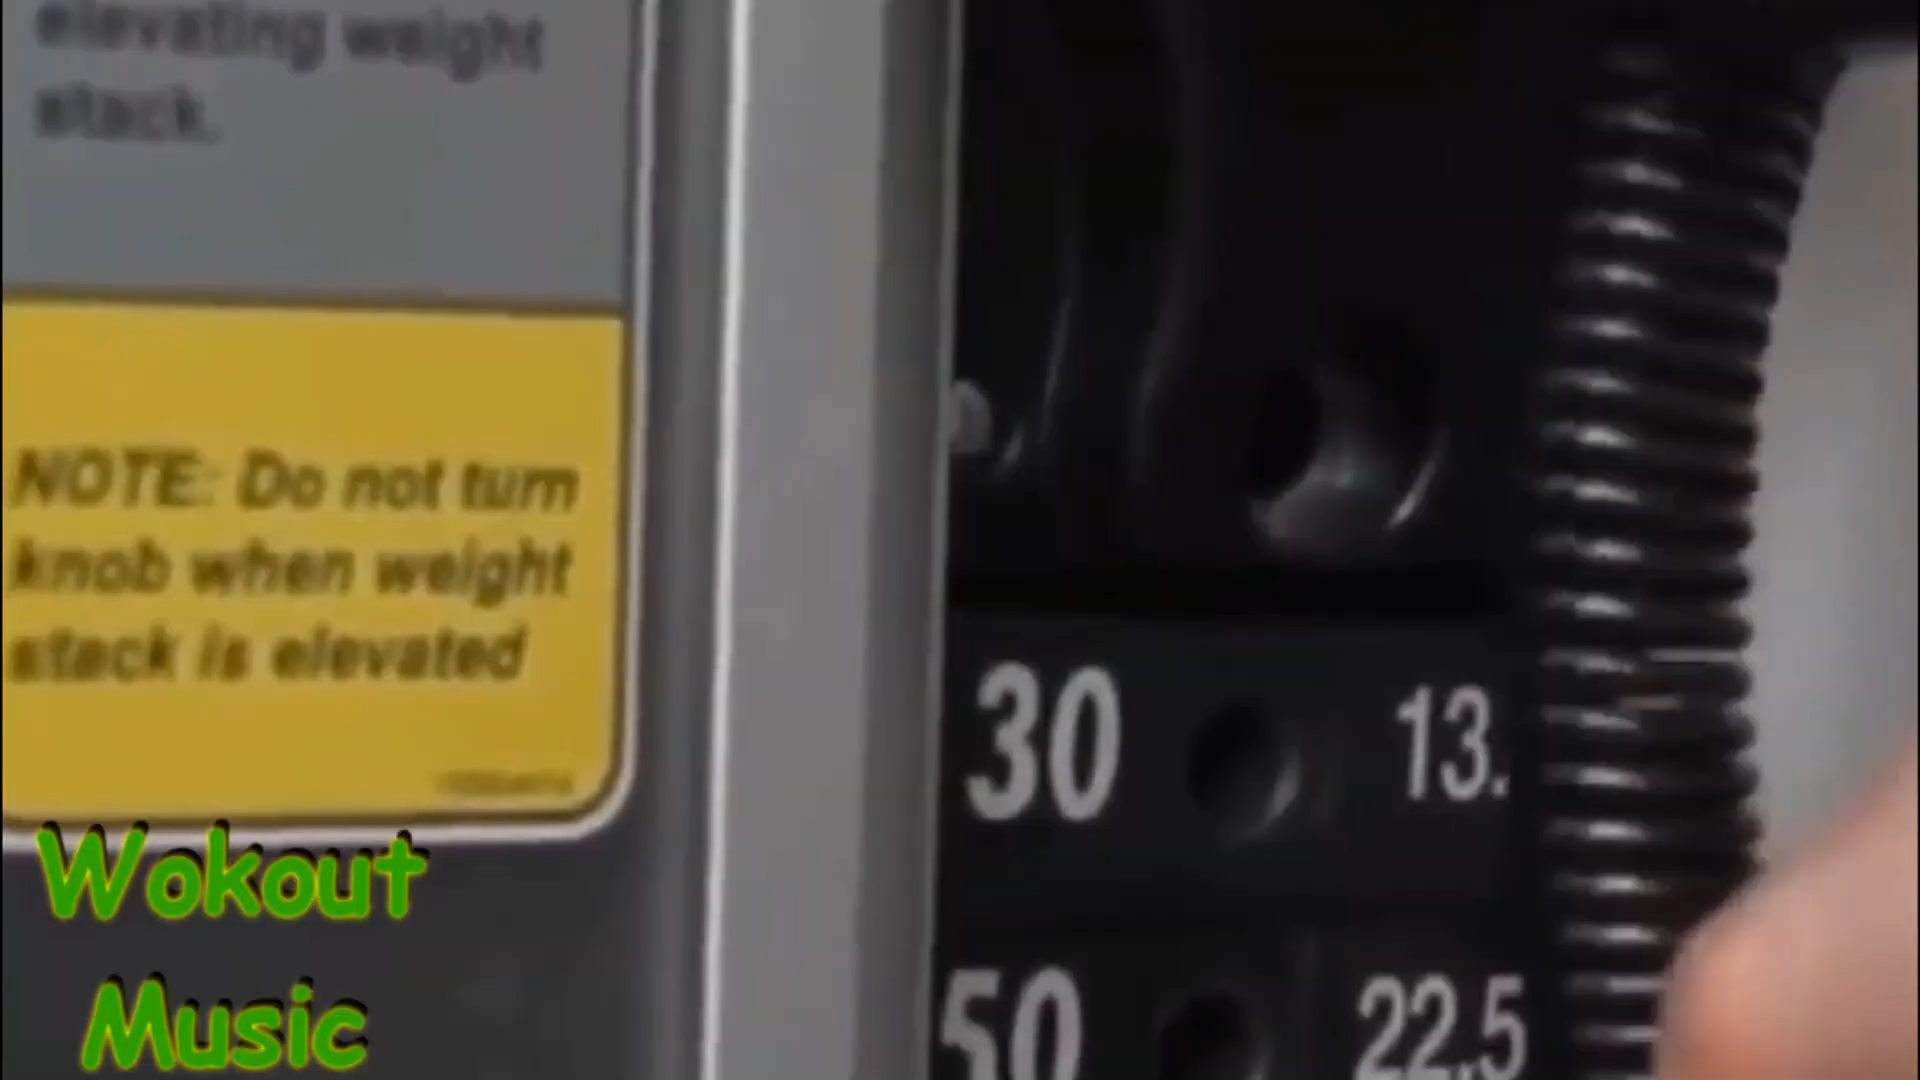 elevating weight
stack.
NOTE: Do not turn
knob when weight
stack is elevated
30 13.
50 22.5
Wokout
Music